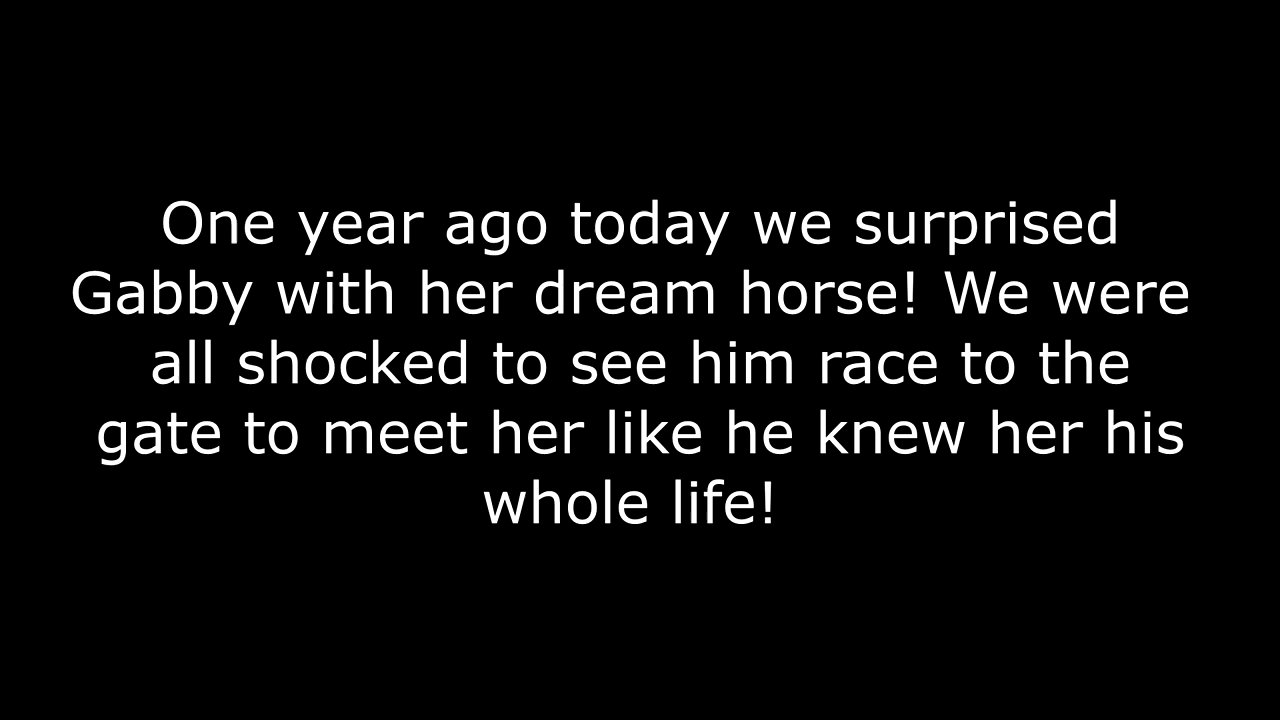 One year ago today we surprised
Gabby with her dream horse! We were
all shocked to see him race to the
gate to meet her like he knew her his
whole life!